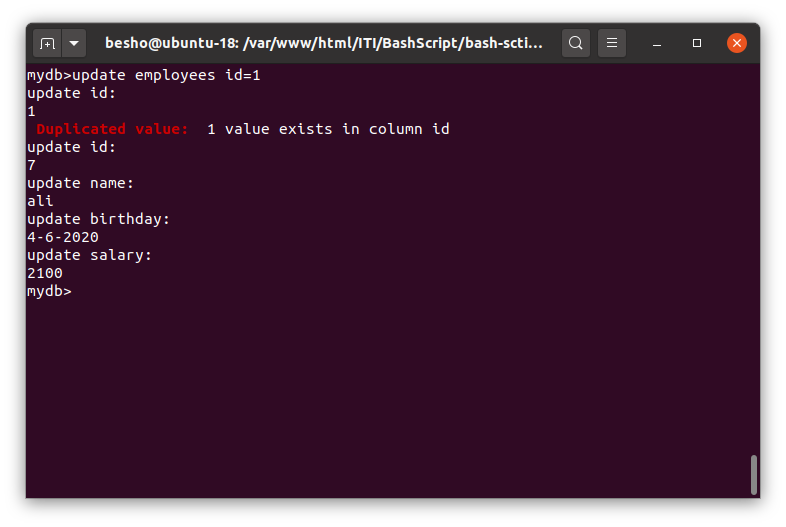 besho@ubuntu-18: /var/www/html/ITI/BashScript/bash-scti...
mydb>update employees id=1
update id:
1
Duplicated value:  1 value exists in column id
update id:
7
update name:
ali
update birthday:
4-6-2020
update salary:
2100
mydb>